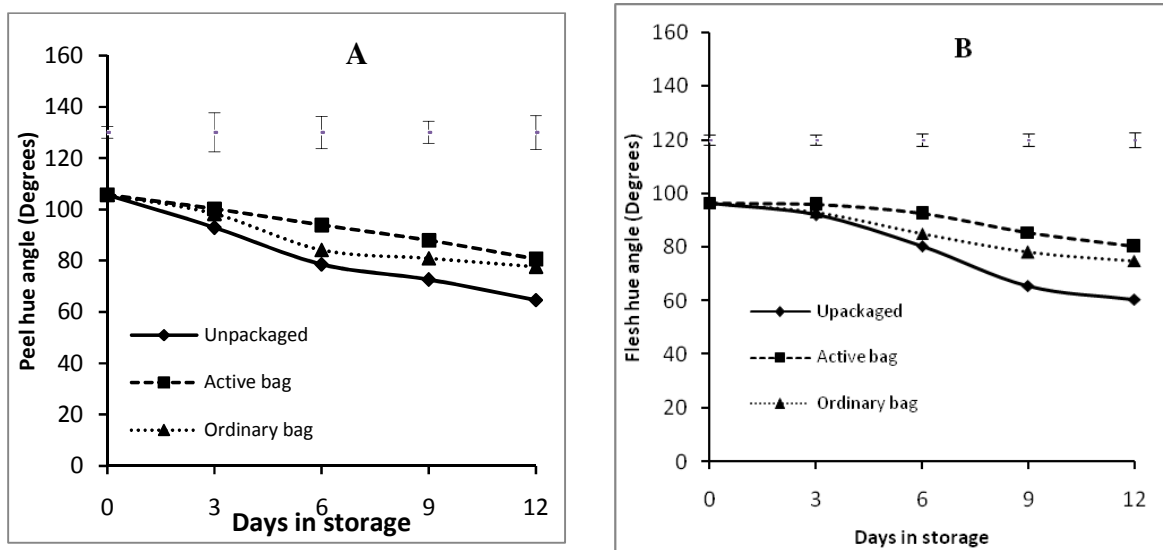 A
Peel hue angle (Degrees)
160
140
120
100
80
60
40
20
0
Unpackaged
Active bag
Ordinary bag
0 3 6 9 12
Days in storage
B
Flesh hue angle (Degrees)
160
140
120
100
80
60
40
20
0
Upackaged
Active bag
Ordinary bag
0 3 6 9 12
Days in storage